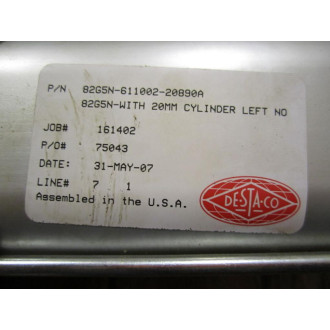 P/N 82G5N-611002-20890A
82G5N-WITH 20MM CYLINDER LEFT NO
JOB# 161402
P/O# 75043
DATE: 31-MAY-07
LINE# 7 1
Assembled in the U.S.A.
DE-STA-CO